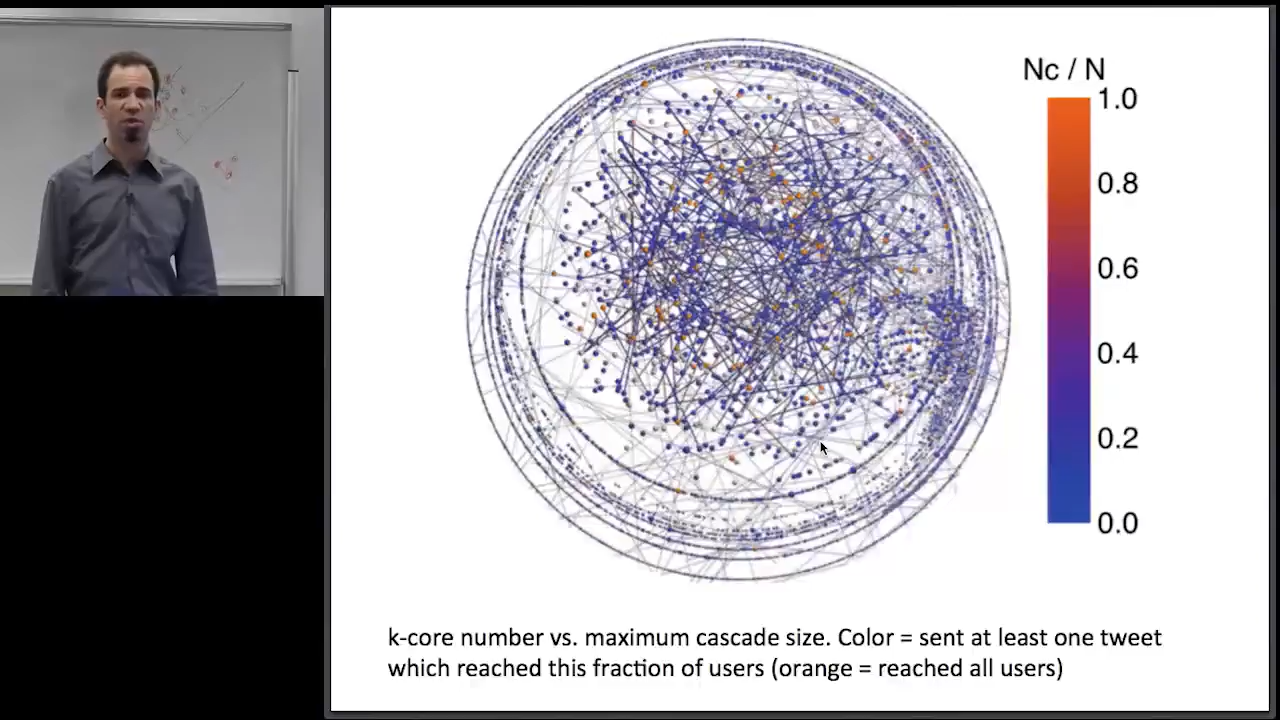 Nc / N
1.0
0.8
0.6
0.4
0.2
0.0
k-core number vs. maximum cascade size. Color = sent at least one tweet
which reached this fraction of users (orange = reached all users)